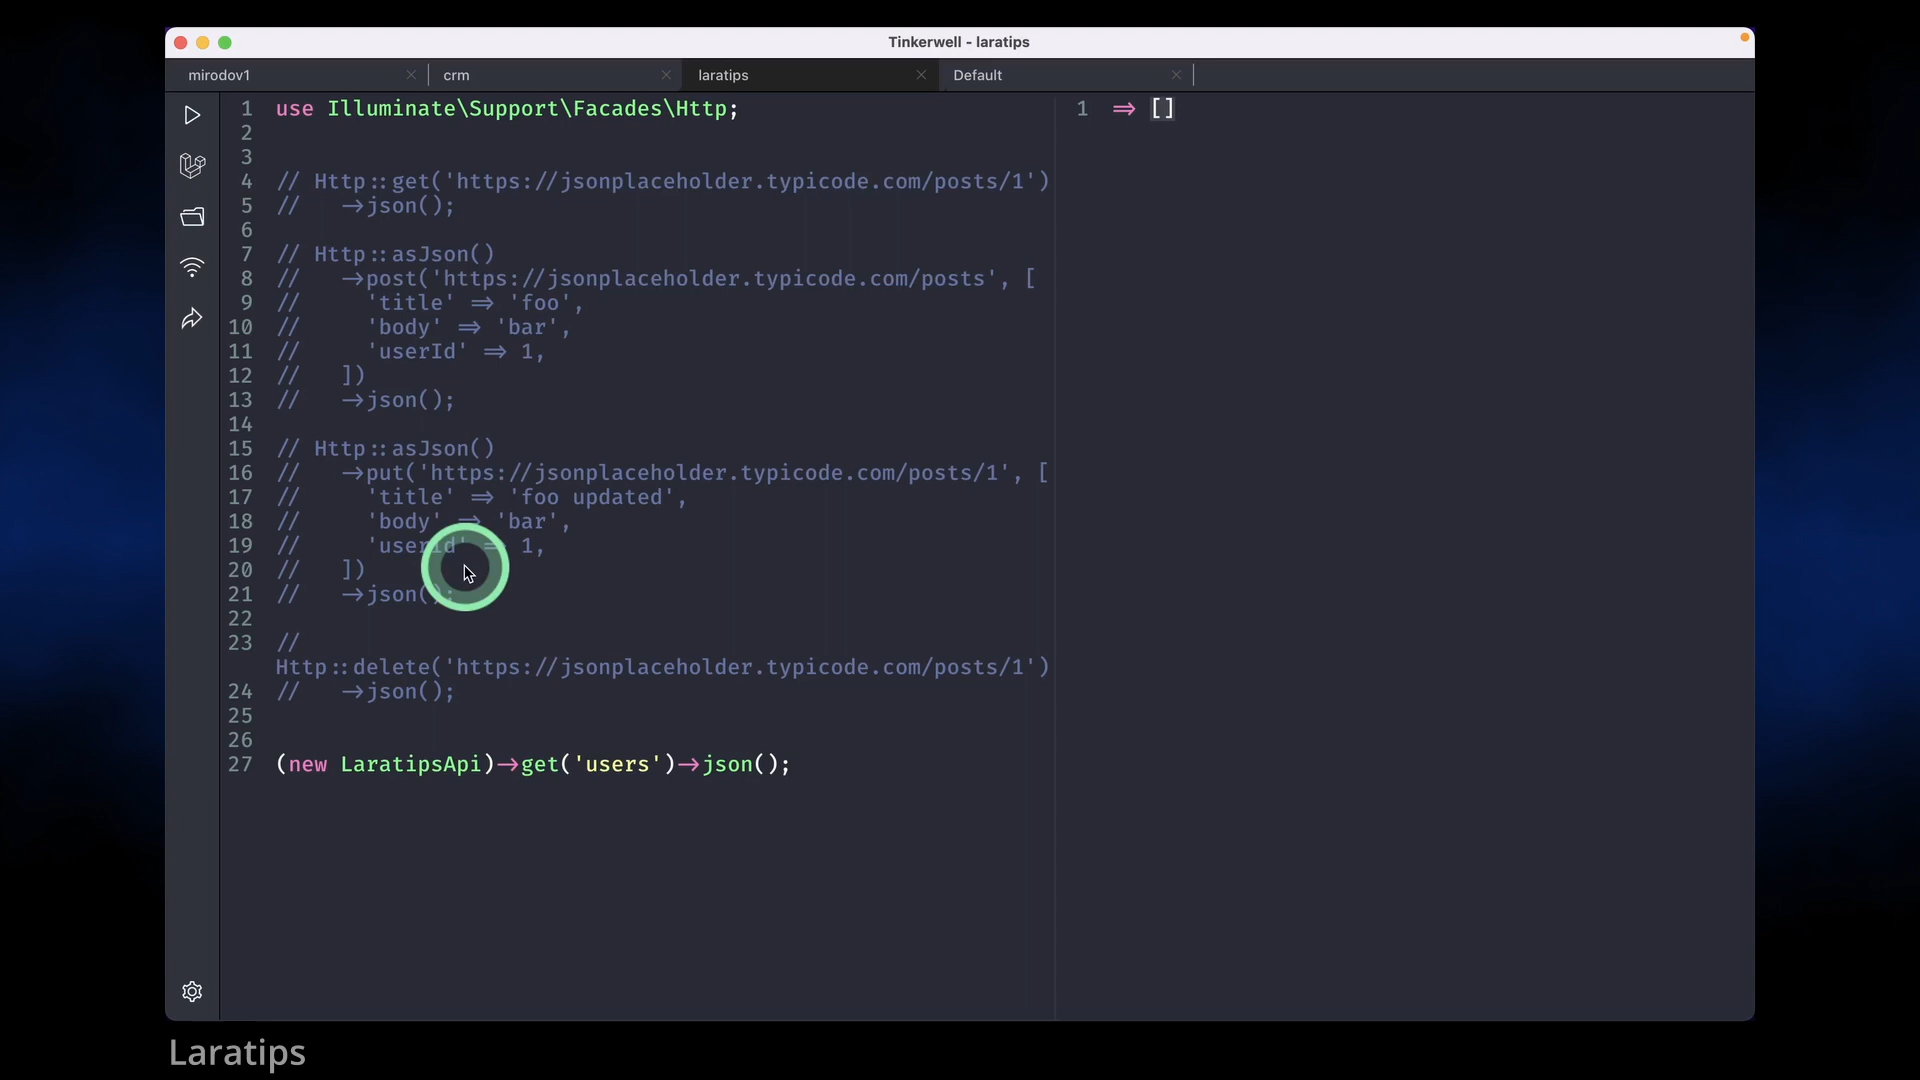 Tinkerwell - laratips
mirodov1
crm
laratips
Default
1 use Illuminate\Support\Facades\Http;
2
3
4 // Http::get('https://jsonplaceholder.typicode.com/posts/1')
5 // ->json();
6
7 // Http::asJson()
8 // ->post('https://jsonplaceholder.typicode.com/posts', [
9 // 'title' => 'foo',
10 // 'body' => 'bar',
11 // 'userId' => 1,
12 // ])
13 // ->json();
14
15 // Http::asJson()
16 // ->put('https://jsonplaceholder.typicode.com/posts/1', [
17 // 'title' => 'foo updated',
18 // 'body' => 'bar',
19 // 'userId' => 1,
20 // ])
21 // ->json();
22
23 //
Http::delete('https://jsonplaceholder.typicode.com/posts/1')
24 // ->json();
25
26
27 (new LaratipsApi)->get('users')->json();
1 => []
Laratips